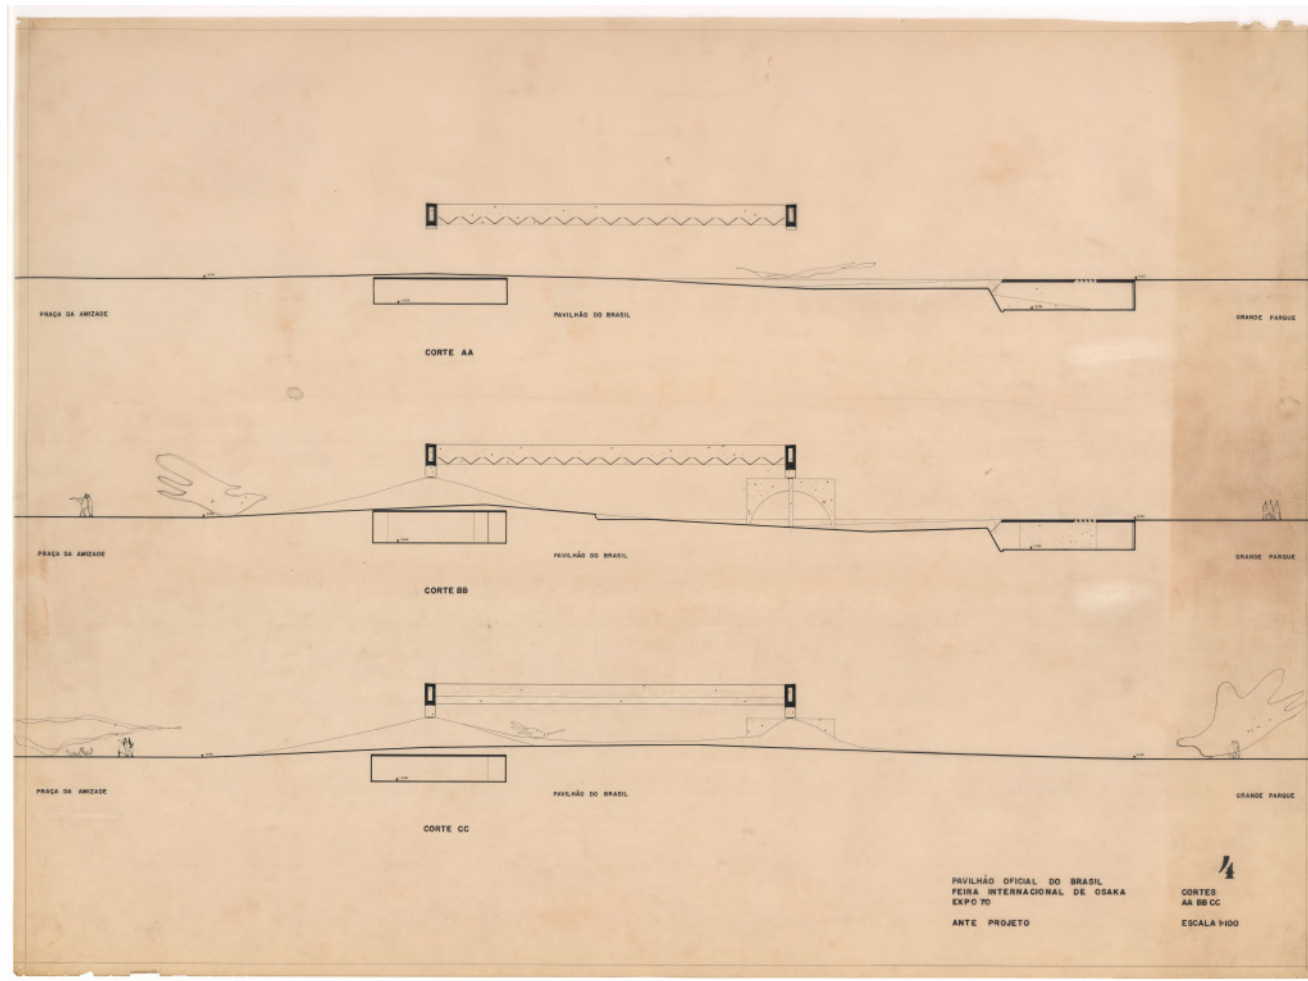 PRAÇA DA AMIZADE
PAVILHÃO DO BRASIL
GRANDE PARQUE
CORTE AA
PRAÇA DA AMIZADE
PAVILHÃO DO BRASIL
GRANDE PARQUE
CORTE BB
PRAÇA DA AMIZADE
PAVILHÃO DO BRASIL
GRANDE PARQUE
CORTE CC
4
PAVILHÃO OFICIAL DO BRASIL
FEIRA INTERNACIONAL DE OSAKA
EXPO 70
ANTE PROJETO
CORTES
AA BB CC
ESCALA 1:100